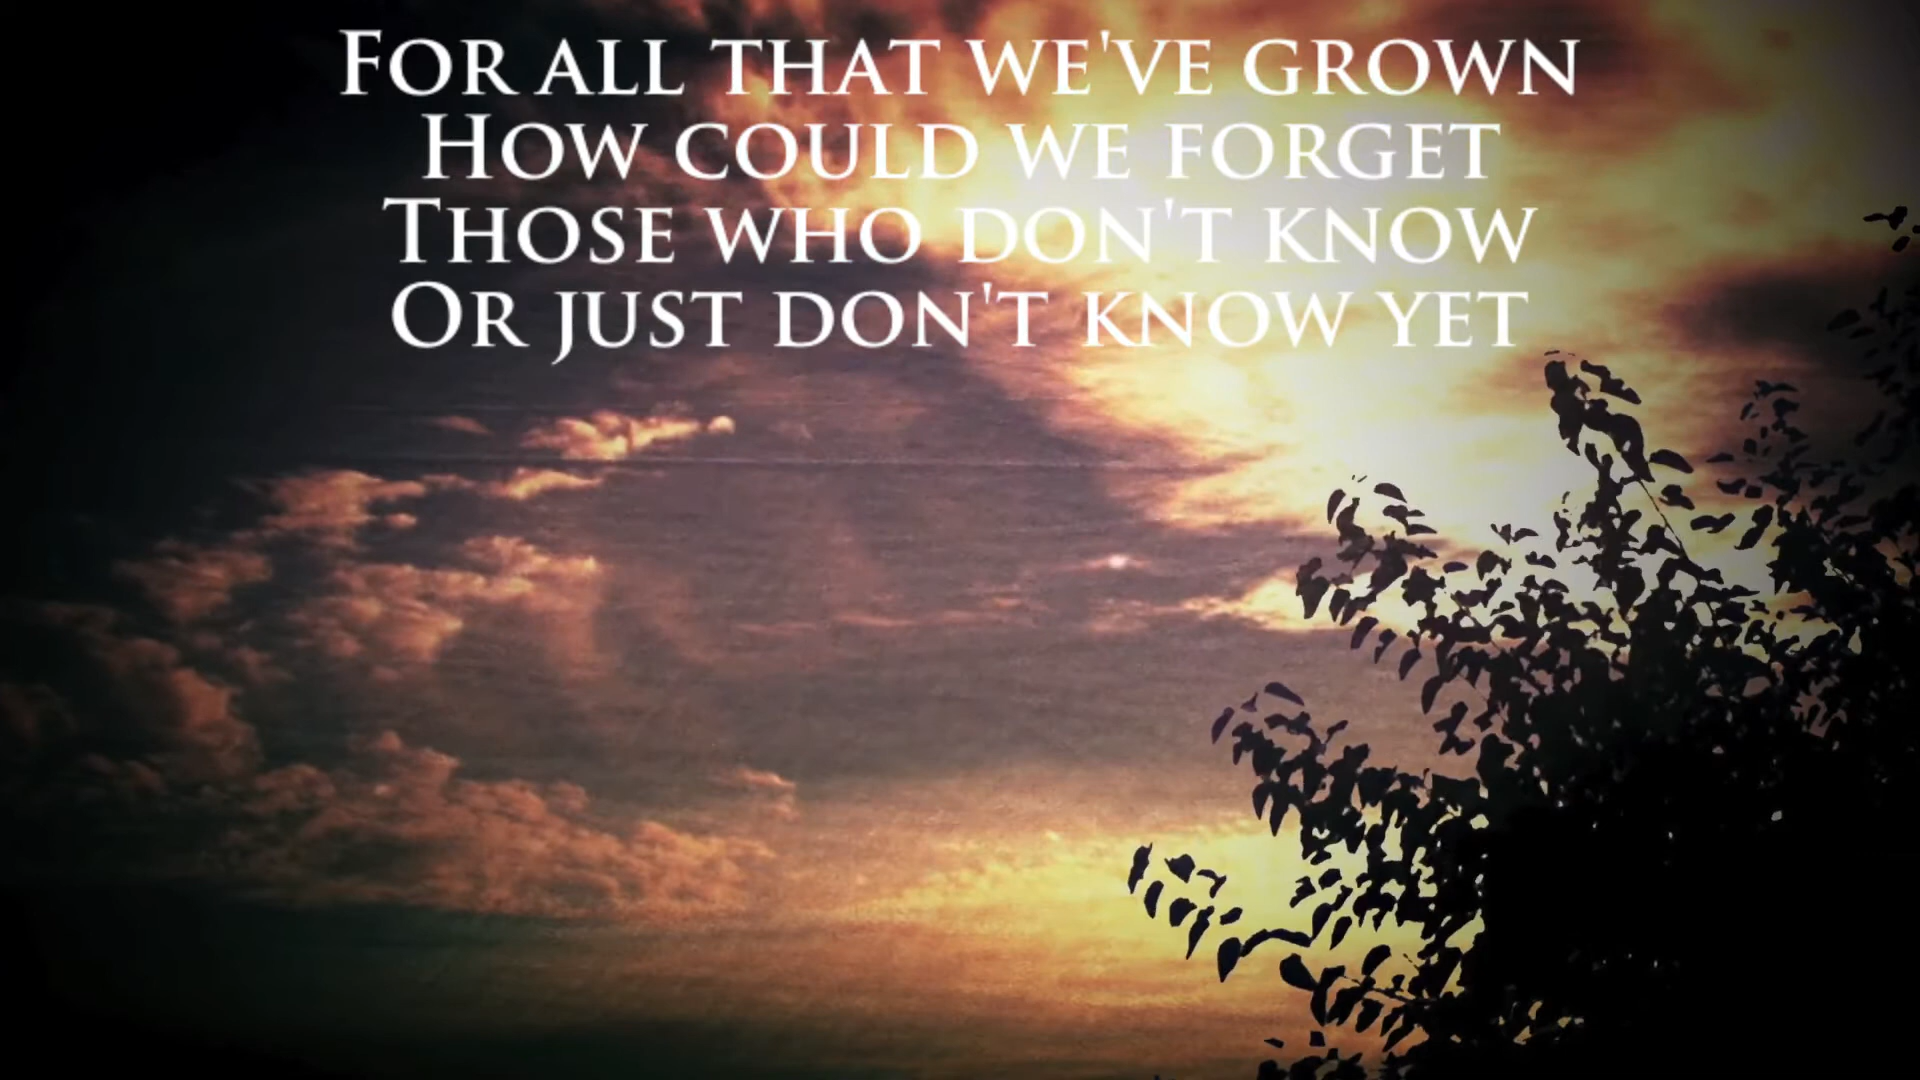 For all that we've grown
How could we forget
Those who don't know
Or just don't know yet